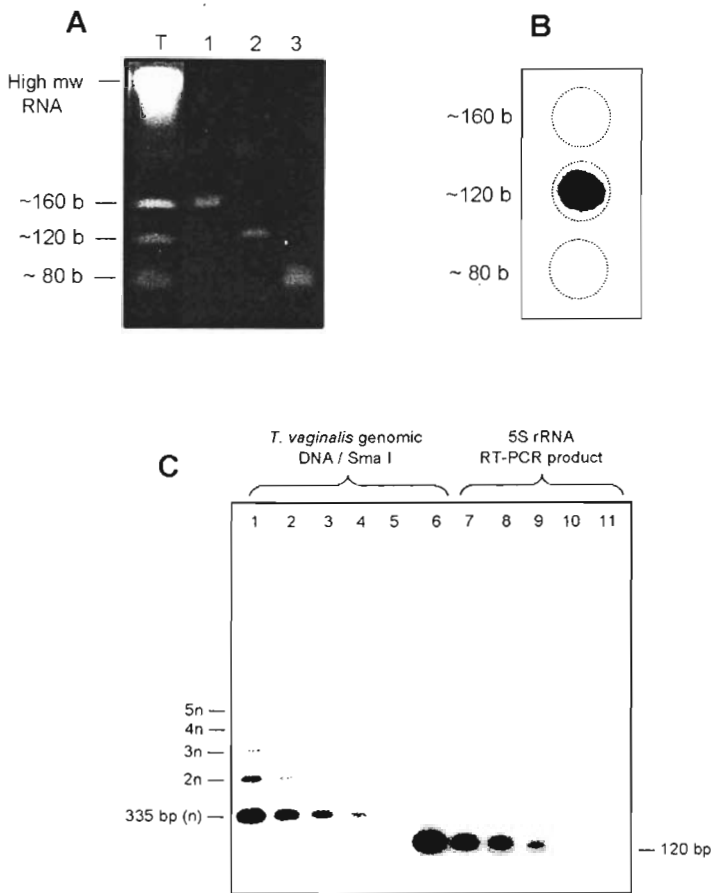 A
T 1 2 3
High mw
RNA
~160 b
~120 b
~ 80 b
B
~160 b
~120 b
~ 80 b
C
T. vaginalis genomic
DNA / Sma I
5S rRNA
RT-PCR product
1 2 3 4 5 6 7 8 9 10 11
5n
4n
3n
2n
335 bp (n)
120 bp